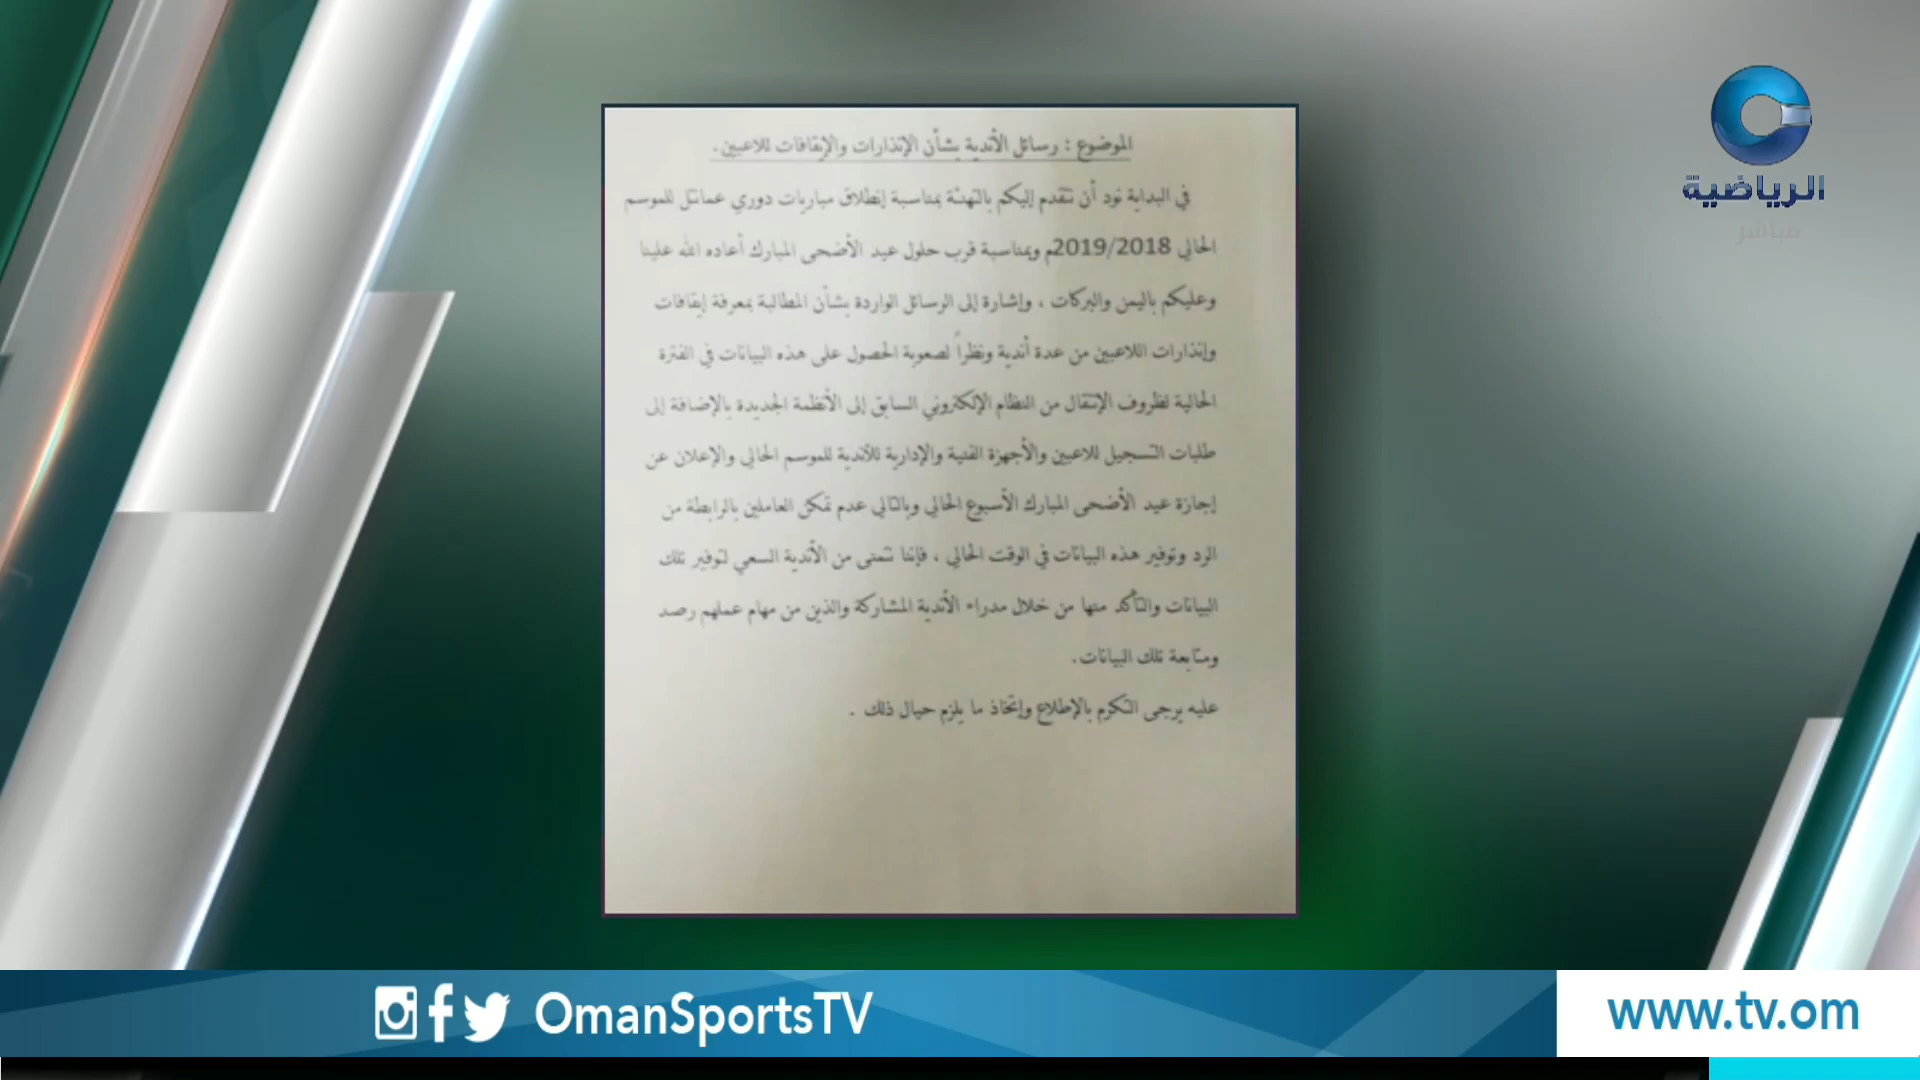 الرياضية
مباشر
الموضوع : رسائل الأندية بشأن الإنذارات والإيقافات للاعبين .
في البداية نود أن نتقدم إليكم بالتهنئة بمناسبة إنطلاق مباريات دوري عمانتل للموسم
الحالي 2019/2018م وبمناسبة قرب حلول عيد الأضحى المبارك أعاده الله علينا
وعليكم باليمن والبركات ، وإشارة إلى الرسائل الواردة بشأن المطالبة بمعرفة إيقافات
وإنذارات اللاعبين من عدة أندية ونظراً لصعوبة الحصول على هذه البيانات في الفترة
الحالية لظروف الإنتقال من النظام الإلكتروني السابق إلى الأنظمة الجديدة بالإضافة إلى
طلبات التسجيل للاعبين والأجهزة الفنية والإدارية للأندية للموسم الحالي والإعلان عن
إجازة عيد الأضحى المبارك الأسبوع الحالي وبالتالي عدم تمكن العاملين بالرابطة من
الرد وتوفير هذه البيانات في الوقت الحالي ، فإننا نتمنى من الأندية السعي لتوفير تلك
البيانات والتأكد منها من خلال مدراء الأندية المشاركة والذين من مهام عملهم رصد
ومتابعة تلك البيانات .
عليه يرجى التكرم بالإطلاع وإتخاذ ما يلزم حيال ذلك .
OmanSportsTV
www.tv.om